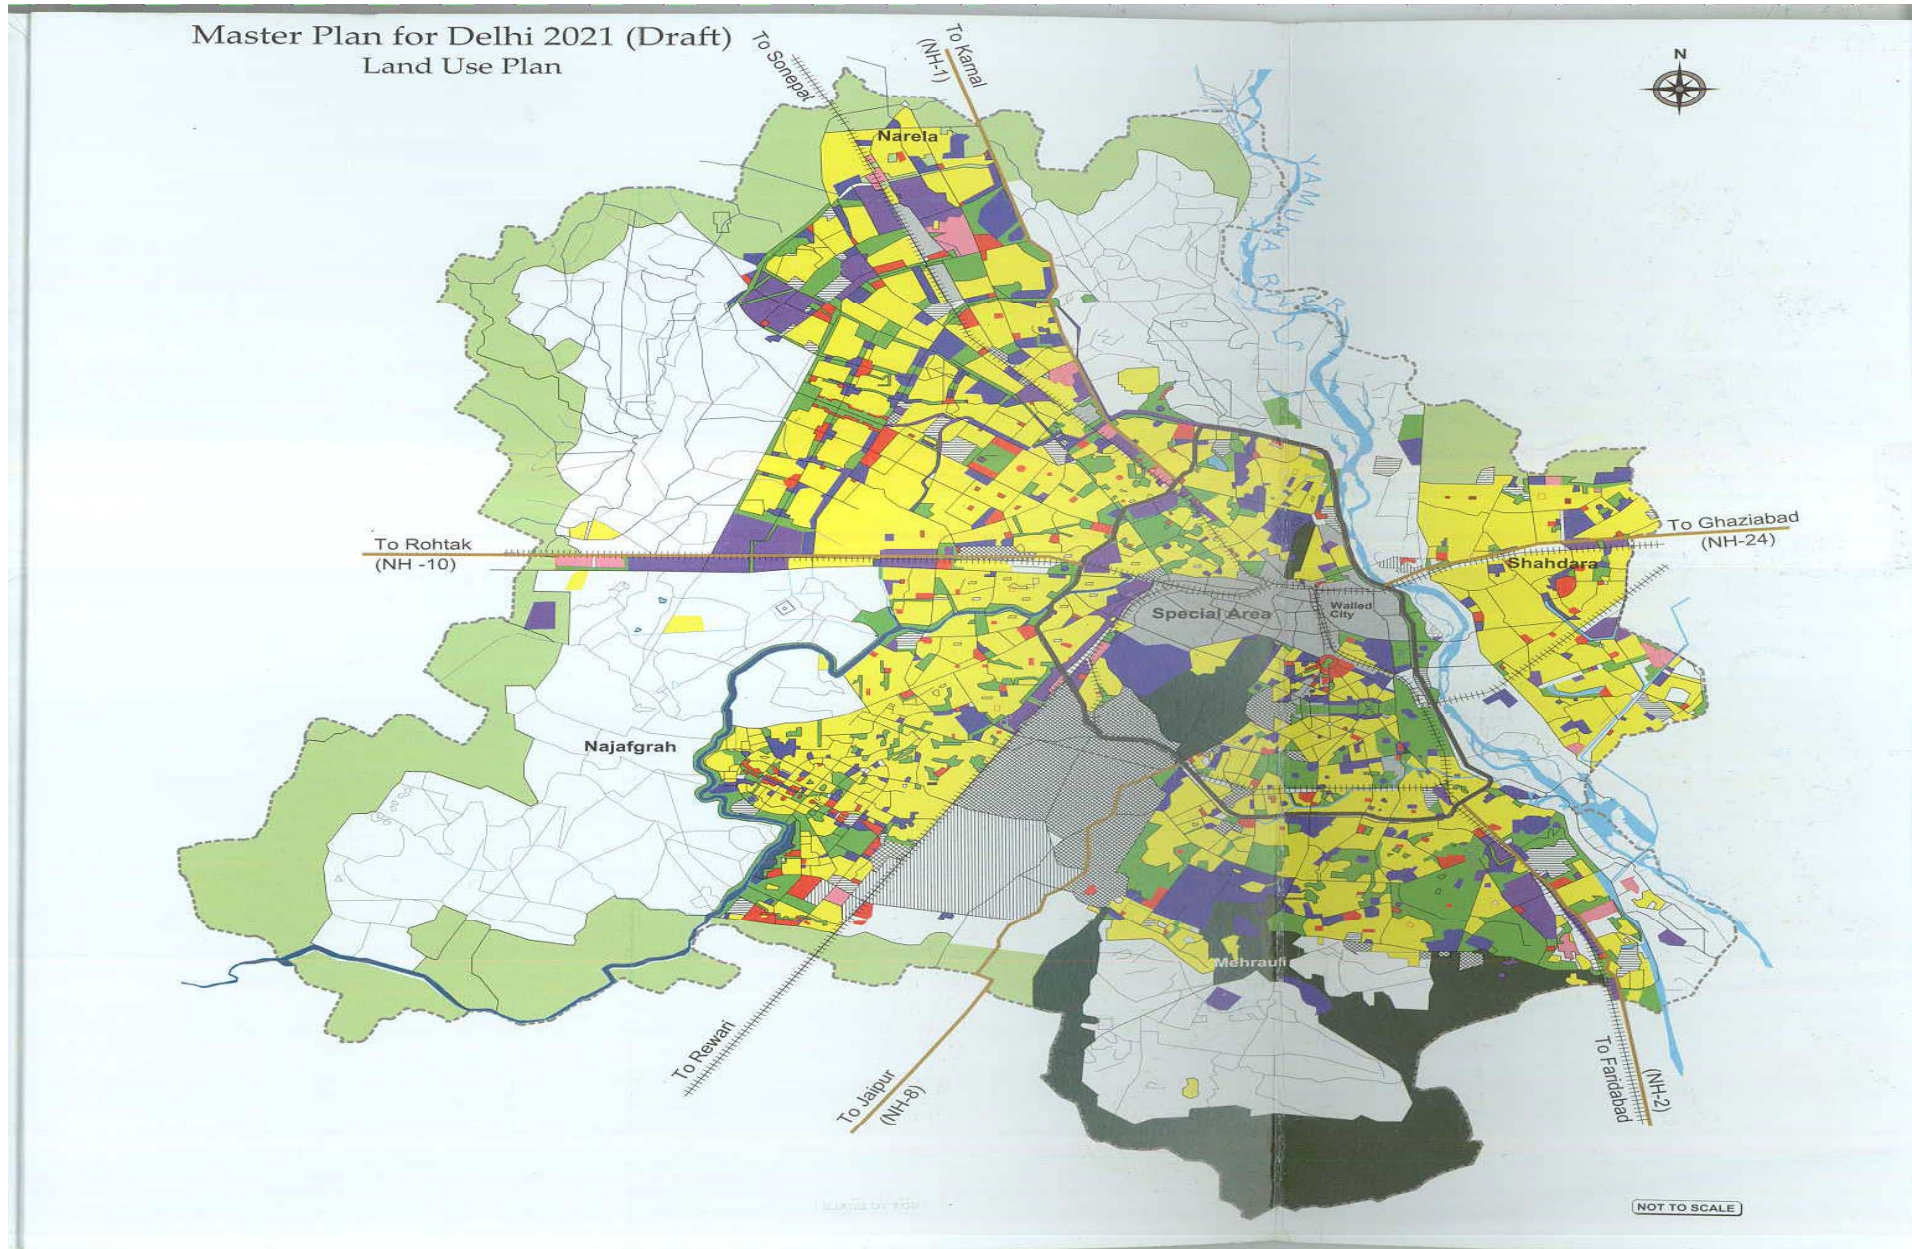 Master Plan for Delhi 2021 (Draft)
Land Use Plan
To Sonepal
To Karnal
(NH-1)
N
Narela
YAMUNA RIVER
To Rohtak
(NH -10)
To Ghaziabad
(NH-24)
Shahdara
Special Area
Walled
City
Najafgrah
Mehrauli
To Rewari
To Jaipur
(NH-8)
To Faridabad
(NH-2)
NOT TO SCALE